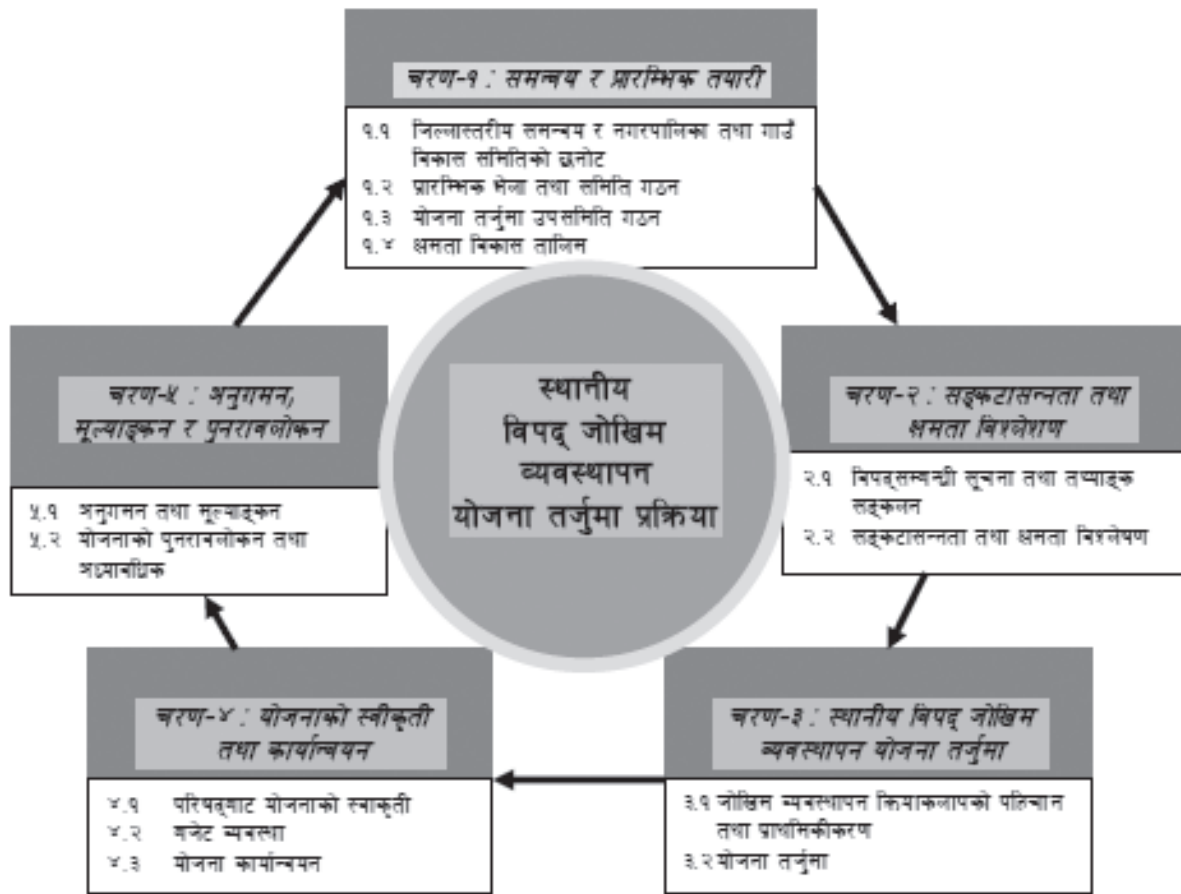 चरण-१ : समन्वय र प्रारम्भिक तयारी
१.१ जिल्लास्तरीय समन्वय र नगरपालिका तथा गाउँ
विकास समितिको छनोट
१.२ प्रारम्भिक भेला तथा समिति गठन
१.३ योजना तर्जुमा उपसमिति गठन
१.४ क्षमता विकास तालिम
स्थानीय
विपद् जोखिम
व्यवस्थापन
योजना तर्जुमा प्रक्रिया
चरण-२ : सङ्कटासन्नता तथा
क्षमता विश्लेशण
२.१ विपद्सम्बन्धी सूचना तथा तथ्याङ्क
सङ्कलन
२.२ सङ्कटासन्नता तथा क्षमता विश्लेषण
चरण-३ : स्थानीय विपद् जोखिम
व्यवस्थापन योजना तर्जुमा
३.१ जोखिम व्यवस्थापन क्रियाकलापको पहिचान
तथा प्राथमिकीकरण
३.२ योजना तर्जुमा
चरण-४ : योजनाको स्वीकृती
तथा कार्यान्वयन
४.१ परिषद्बाट योजनाको स्वीकृती
४.२ बजेट व्यवस्था
४.३ योजना कार्यान्वयन
चरण-५ : अनुगमन,
मूल्याङ्कन र पुनरावलोकन
५.१ अनुगमन तथा मूल्याङ्कन
५.२ योजनाको पुनरावलोकन तथा
अध्यावधिक